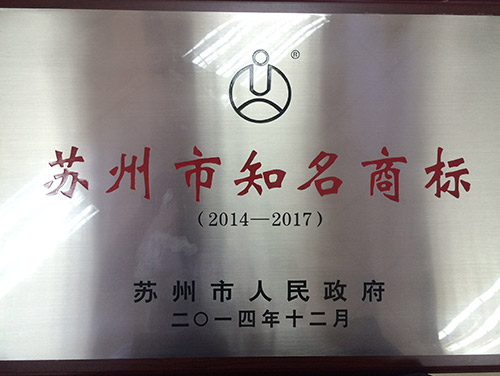 ®
苏州市知名商标
(2014—2017)
苏州市人民政府
二〇一四年十二月